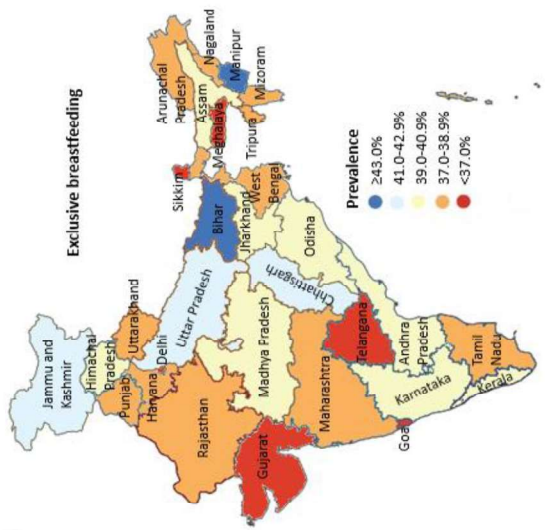 Exclusive breastfeeding
Jammu and
Kashmir
Himachal
Pradesh
Punjab
Uttarakhand
Haryana
Delhi
Rajasthan
Uttar Pradesh
Bihar
Sikkim
Arunachal
Pradesh
Nagaland
Assam
Manipur
Meghalaya
Mizoram
Tripura
West
Bengal
Jharkhand
Odisha
Chhattisgarh
Madhya Pradesh
Gujarat
Maharashtra
Telangana
Andhra
Pradesh
Karnataka
Goa
Kerala
Tamil
Nadu
Prevalence
243.0%
41.0-42.9%
39.0-40.9%
37.0-38.9%
<37.0%